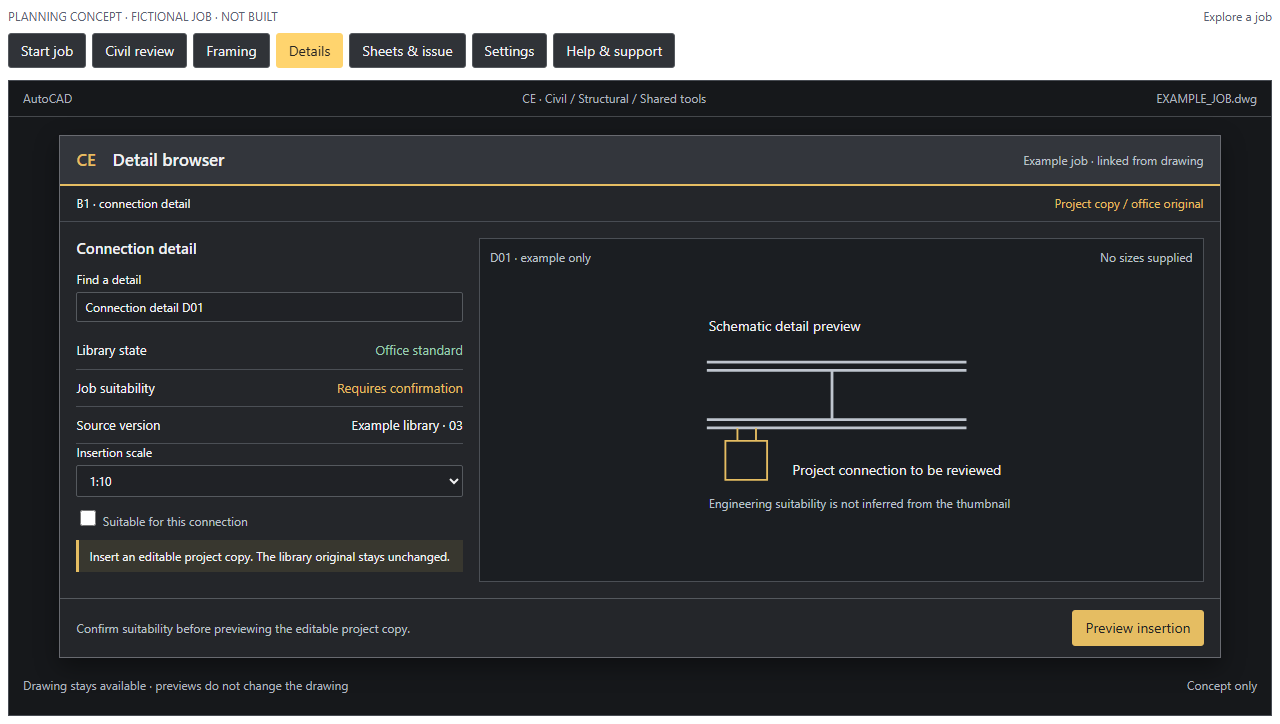 PLANNING CONCEPT · FICTIONAL JOB · NOT BUILT
Explore a job
Start job
Civil review
Framing
Details
Sheets & issue
Settings
Help & support
AutoCAD
CE · Civil / Structural / Shared tools
EXAMPLE_JOB.dwg
CE
Detail browser
Example job · linked from drawing
B1 · connection detail
Project copy / office original
Connection detail
Find a detail
Connection detail D01
Library state
Office standard
Job suitability
Requires confirmation
Source version
Example library · 03
Insertion scale
1:10
Suitable for this connection
Insert an editable project copy. The library original stays unchanged.
D01 · example only
No sizes supplied
Schematic detail preview
Project connection to be reviewed
Engineering suitability is not inferred from the thumbnail
Confirm suitability before previewing the editable project copy.
Preview insertion
Drawing stays available · previews do not change the drawing
Concept only